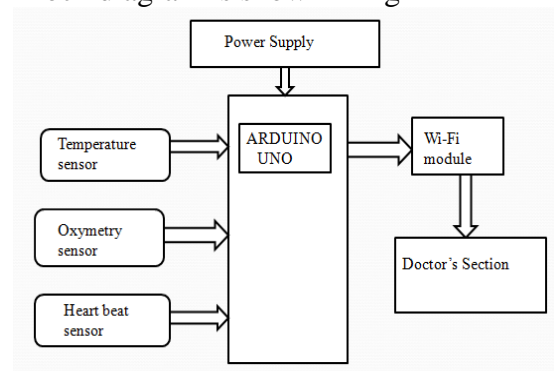 Power Supply
ARDUINO
UNO
Temperature
sensor
Wi-Fi
module
Oxymetry
sensor
Doctor's Section
Heart beat
sensor